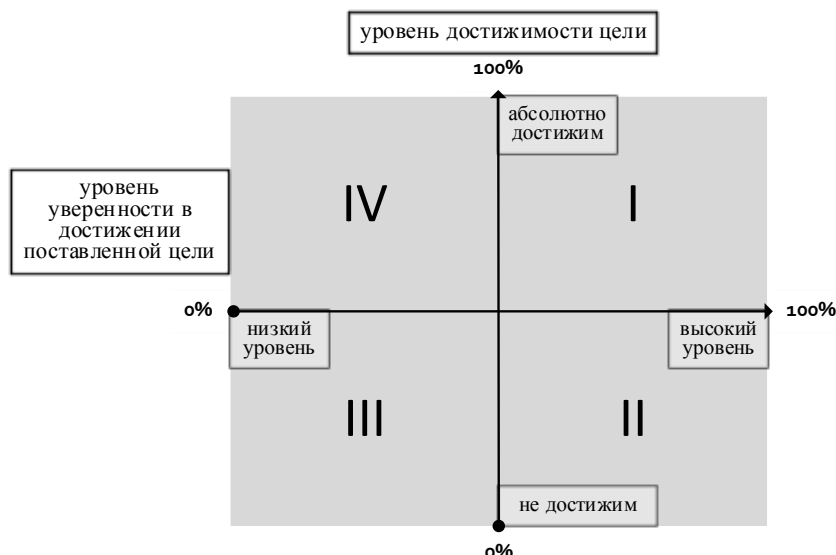 уровень достижимости цели
100%
абсолютно
достижим
уровень
уверенности в
достижении
поставленной цели
IV
I
0%
100%
низкий
уровень
высокий
уровень
III
II
не достижим
0%